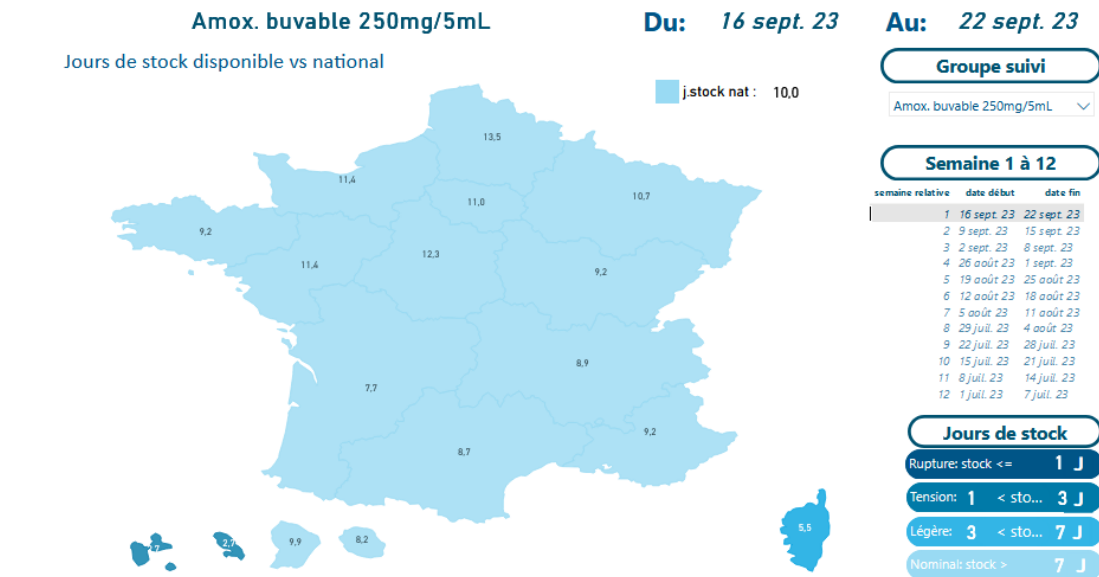 Amox. buvable 250mg/5mL
Du: 16 sept. 23 Au: 22 sept. 23
Jours de stock disponible vs national
j.stock nat : 10,0
13,5
11,4
11,0
10,7
9,2
11,4
12,3
9,2
8,9
7,7
9,2
8,7
5,5
2,7
9,9
8,2
Groupe suivi
Amox. buvable 250mg/5mL
Semaine 1 à 12
semaine relative date début date fin
1 16 sept. 23 22 sept. 23
2 9 sept. 23 15 sept. 23
3 2 sept. 23 8 sept. 23
4 26 août 23 1 sept. 23
5 19 août 23 25 août 23
6 12 août 23 18 août 23
7 5 août 23 11 août 23
8 29 juil. 23 4 août 23
9 22 juil. 23 28 juil. 23
10 15 juil. 23 21 juil. 23
11 8 juil. 23 14 juil. 23
12 1 juil. 23 7 juil. 23
Jours de stock
Rupture: stock <= 1 J
Tension: 1 < sto... 3 J
Légère: 3 < sto... 7 J
Nominal: stock > 7 J